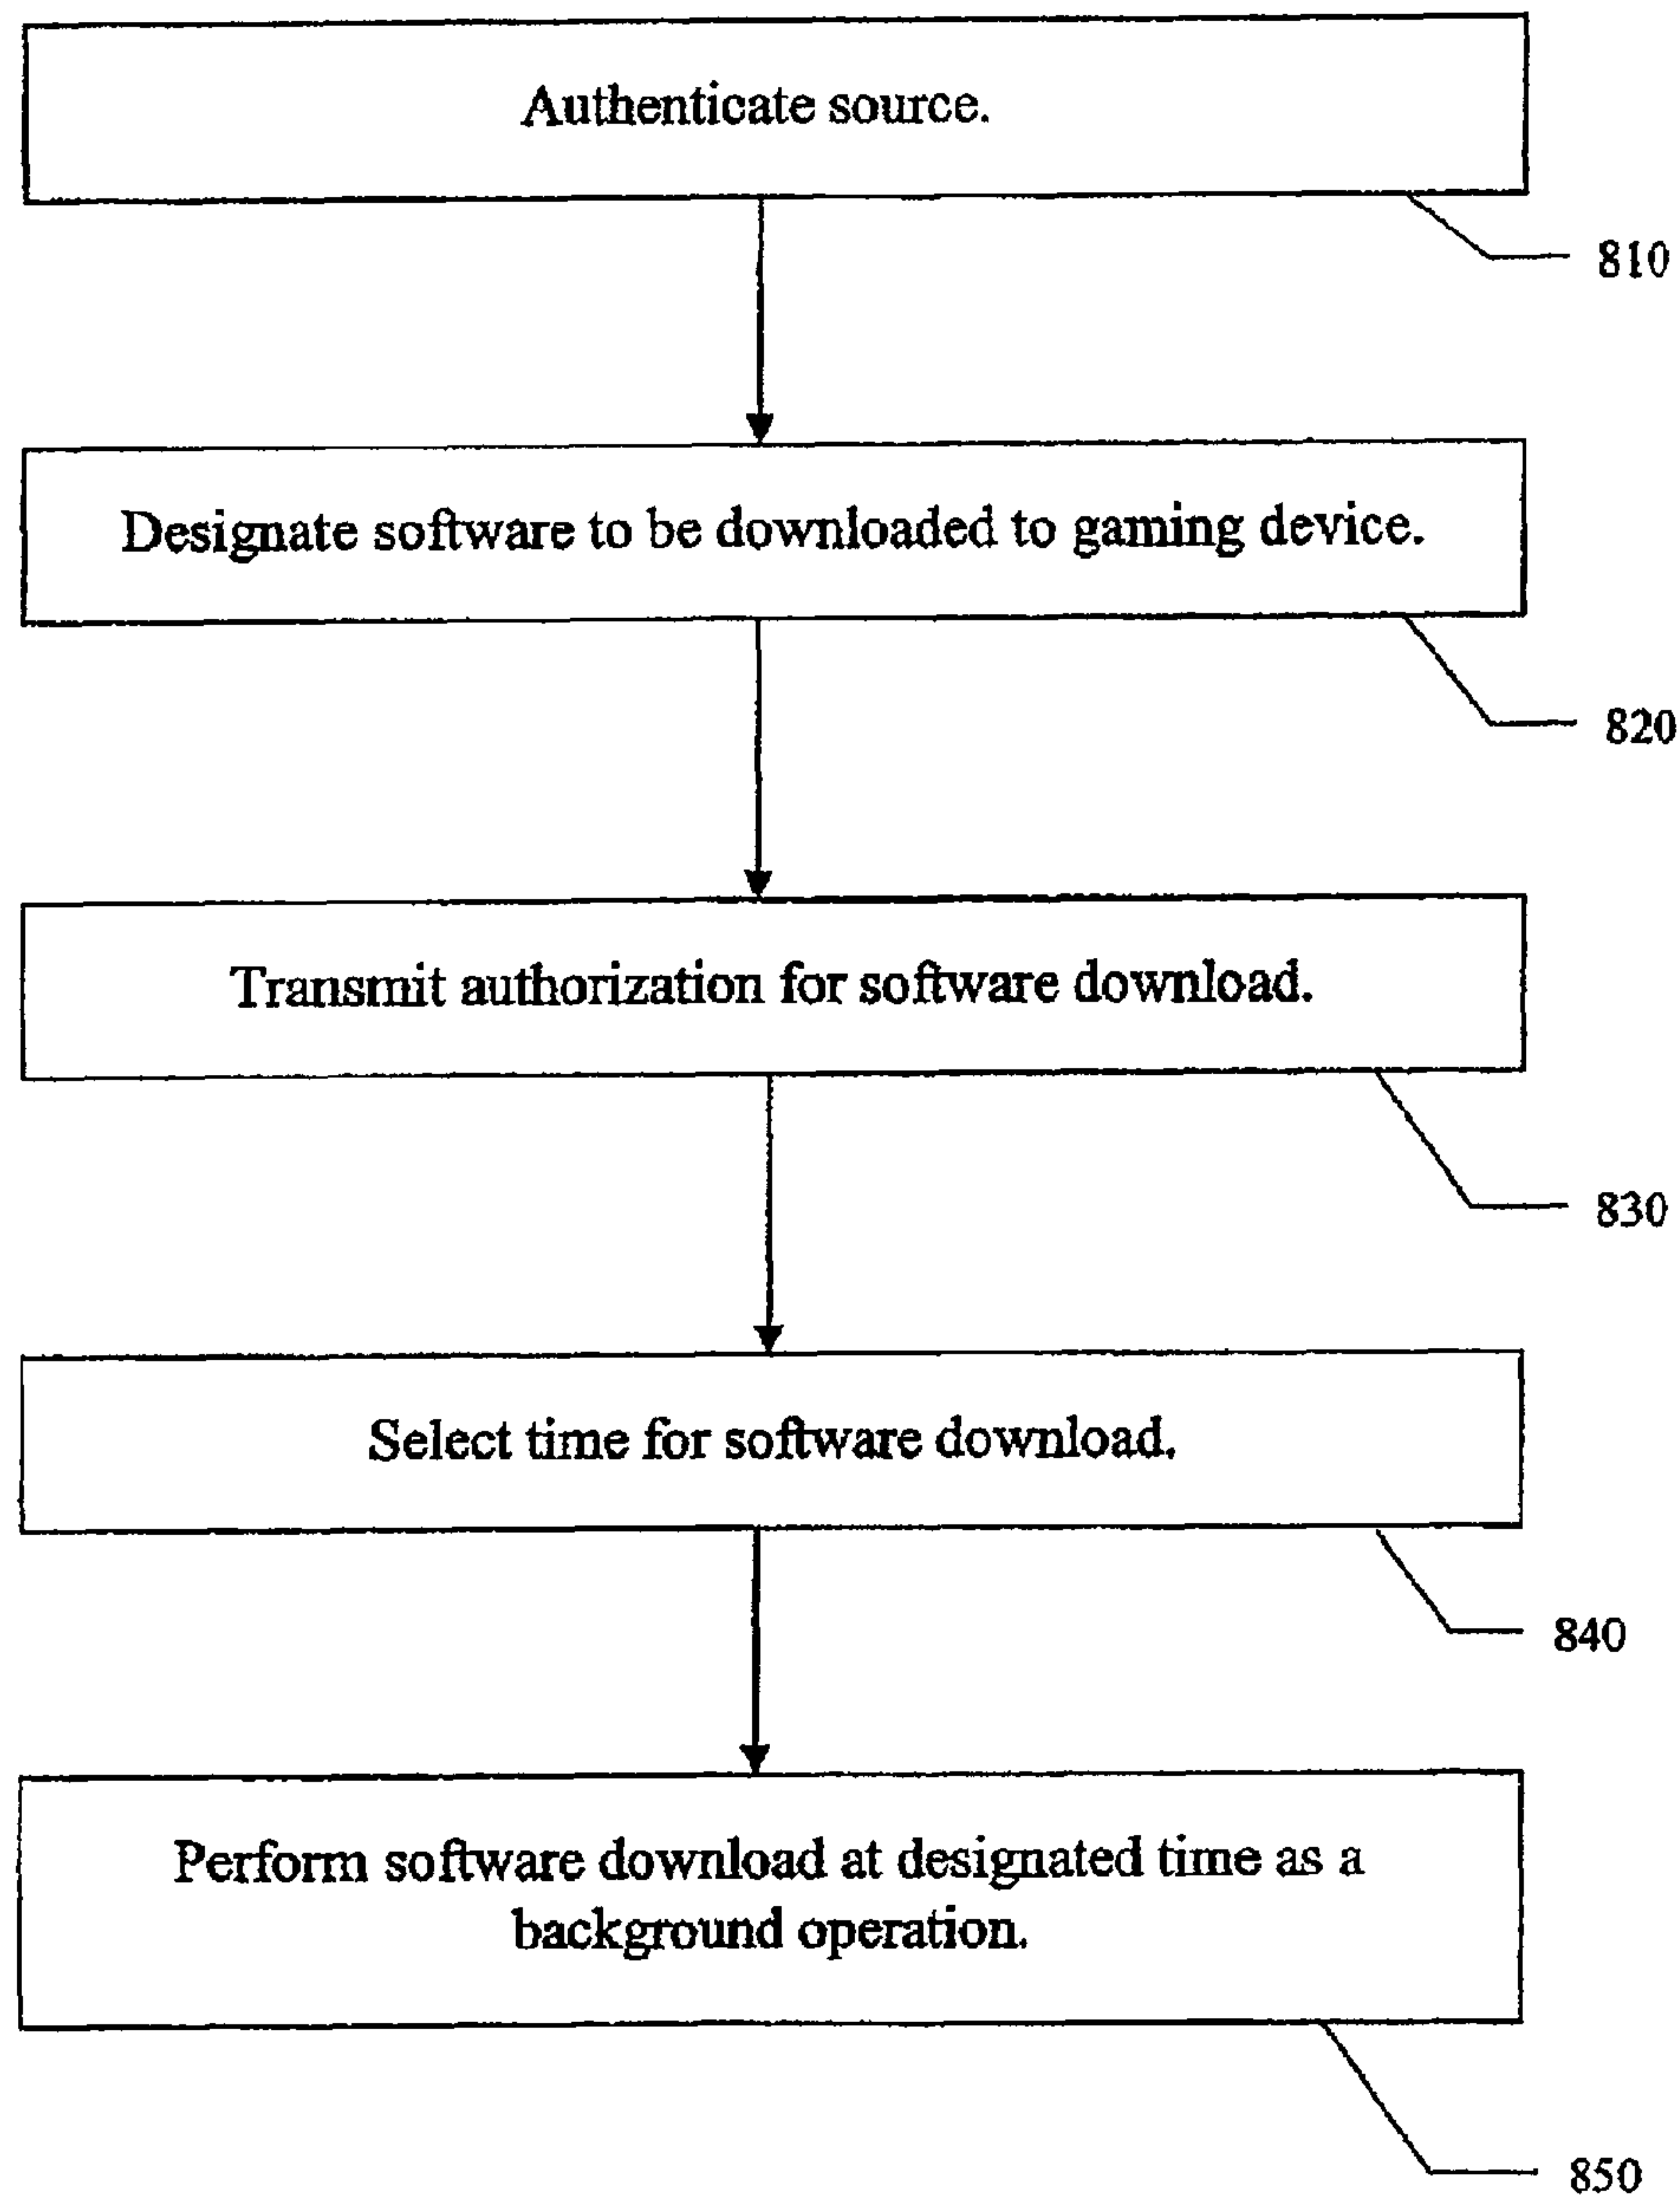 Authenticate source.
810
Designate software to be downloaded to gaming device.
820
Transmit authorization for software download.
830
Select time for software download.
840
Perform software download at designated time as a
background operation.
850